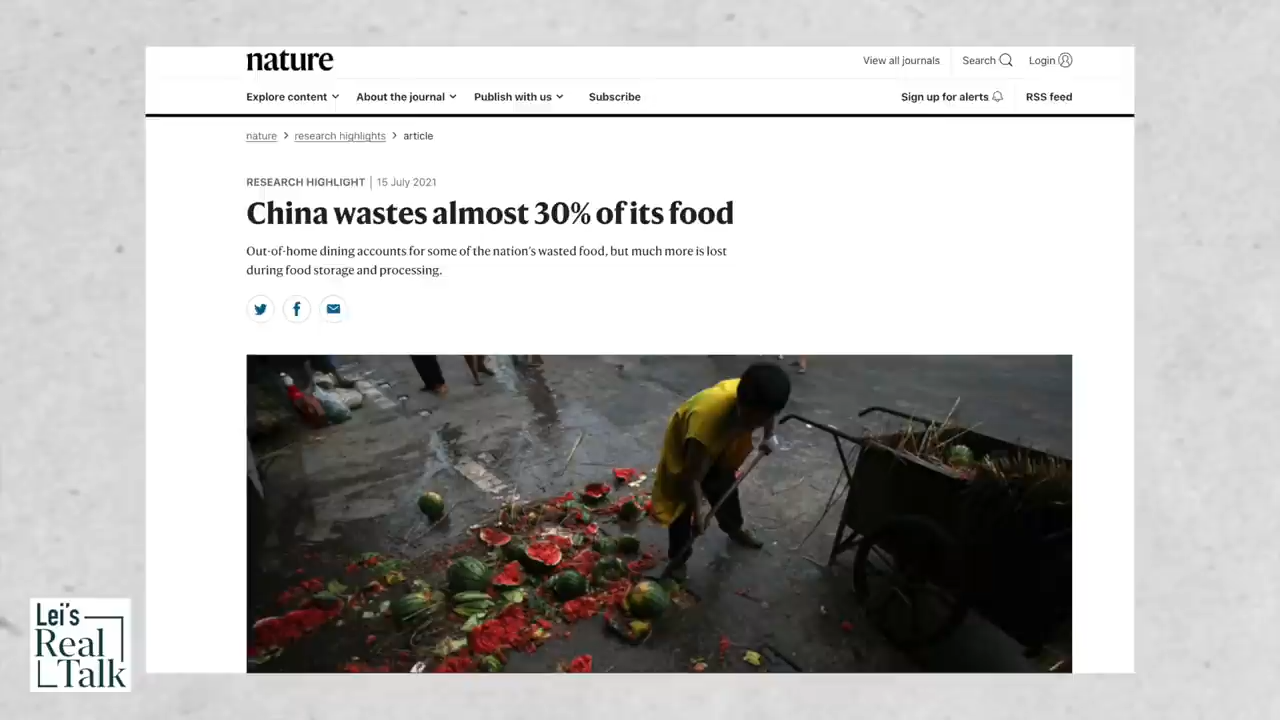 nature
View all journals
Search
Login
Explore content
About the journal
Publish with us
Subscribe
Sign up for alerts
RSS feed
nature > research highlights > article
RESEARCH HIGHLIGHT | 15 July 2021
China wastes almost 30% of its food
Out-of-home dining accounts for some of the nation's wasted food, but much more is lost
during food storage and processing.
Lei's
Real
Talk